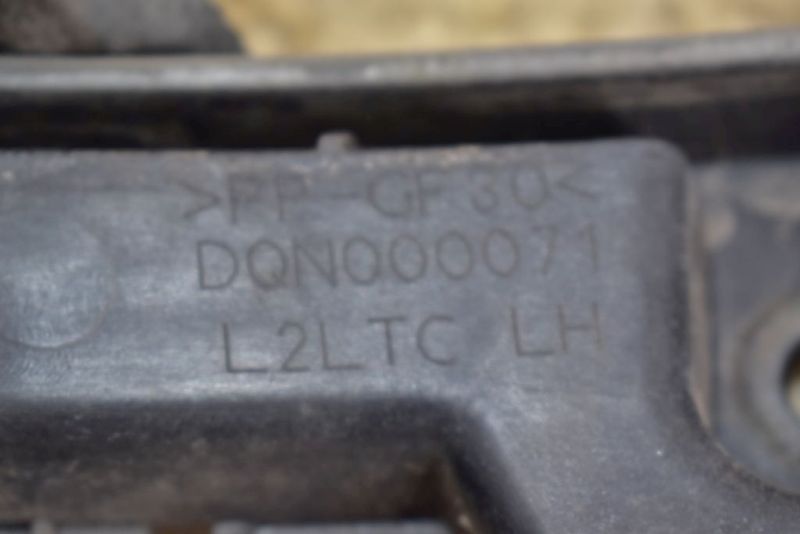 >PP-GF30<
DQN000071
L2LTC LH